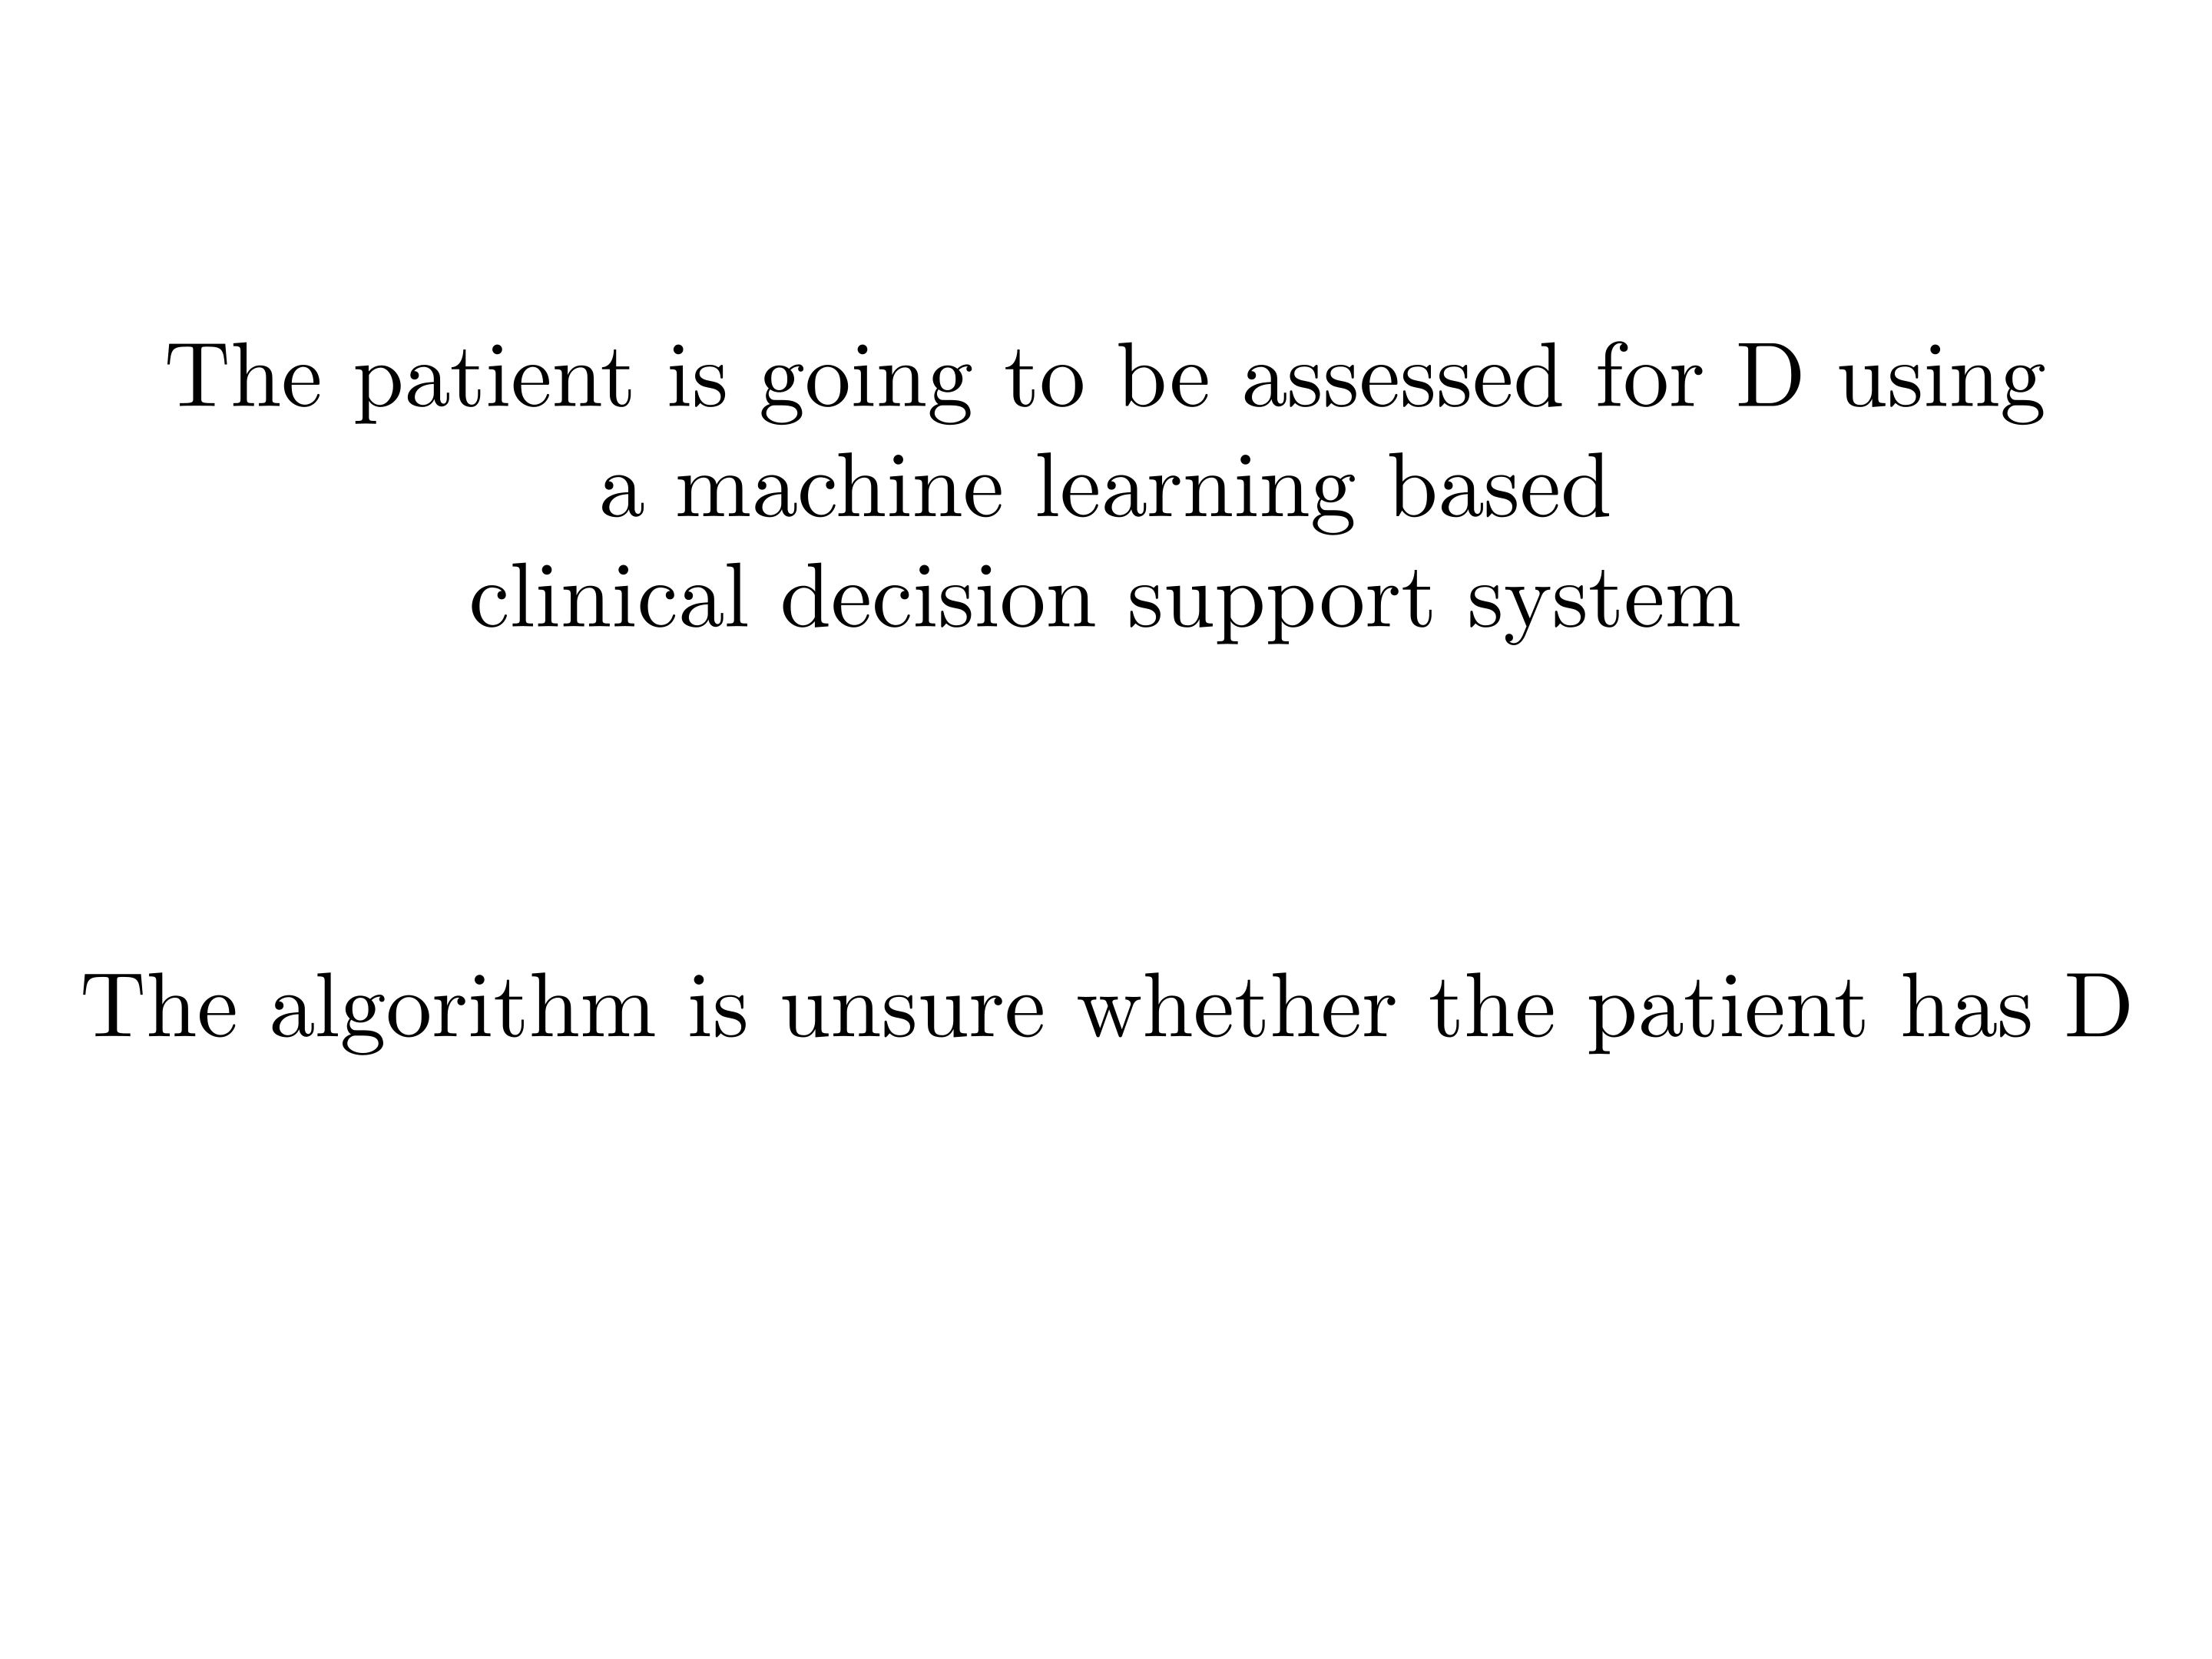 The patient is going to be assessed for D using
a machine learning based
clinical decision support system
The algorithm is unsure whether the patient has D